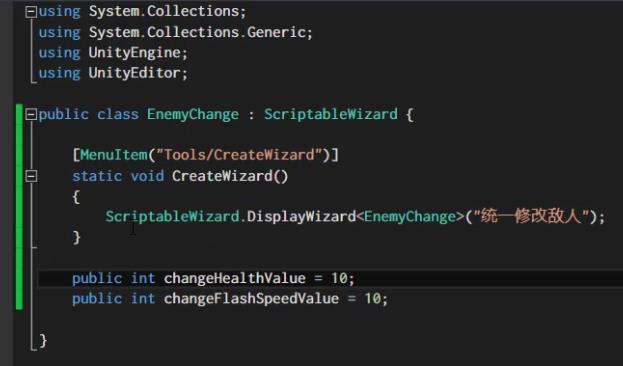 using System.Collections;
using System.Collections.Generic;
using UnityEngine;
using UnityEditor;
public class EnemyChange : ScriptableWizard {
[MenuItem("Tools/CreateWizard")]
static void CreateWizard()
{
ScriptableWizard.DisplayWizard<EnemyChange>("统一修改敌人");
}
public int changeHealthValue = 10;
public int changeFlashSpeedValue = 10;
}